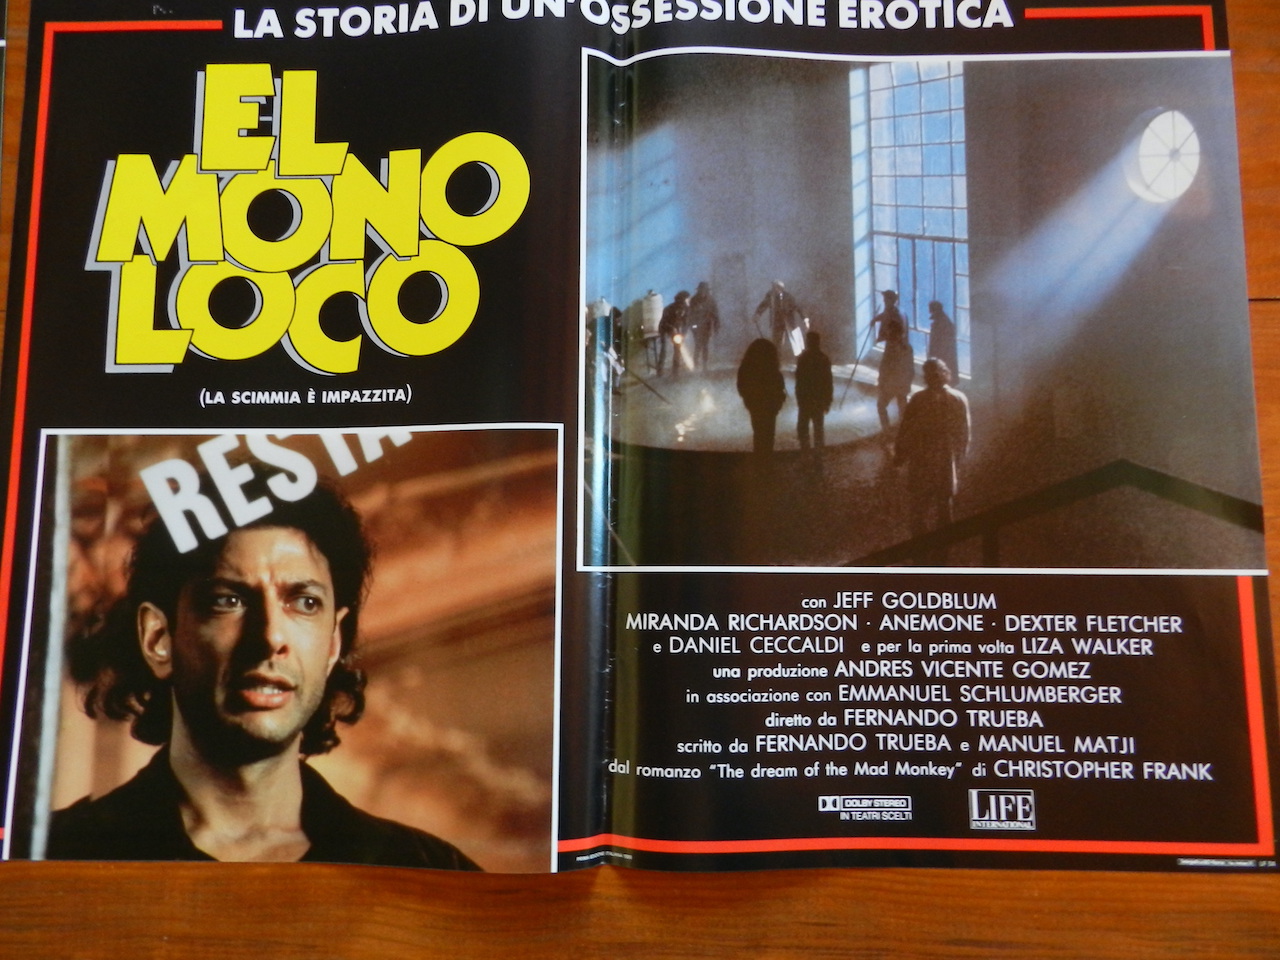 LA STORIA DI UN'OSSESSIONE EROTICA
EL
MONO
LOCO
(LA SCIMMIA È IMPAZZITA)
RESTA
con JEFF GOLDBLUM
MIRANDA RICHARDSON · ANEMONE · DEXTER FLETCHER
e DANIEL CECCALDI e per la prima volta LIZA WALKER
una produzione ANDRES VICENTE GOMEZ
in associazione con EMMANUEL SCHLUMBERGER
diretto da FERNANDO TRUEBA
scritto da FERNANDO TRUEBA e MANUEL MATJI
dal romanzo "The dream of the Mad Monkey" di CHRISTOPHER FRANK
DOLBY STEREO
IN TEATRI SCELTI
LIFE
INTERNATIONAL